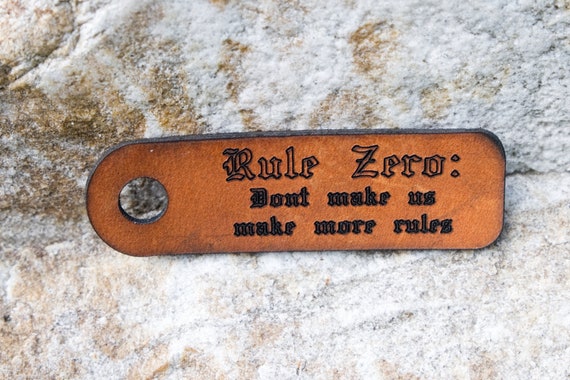 Rule Zero:
Dont make us
make more rules